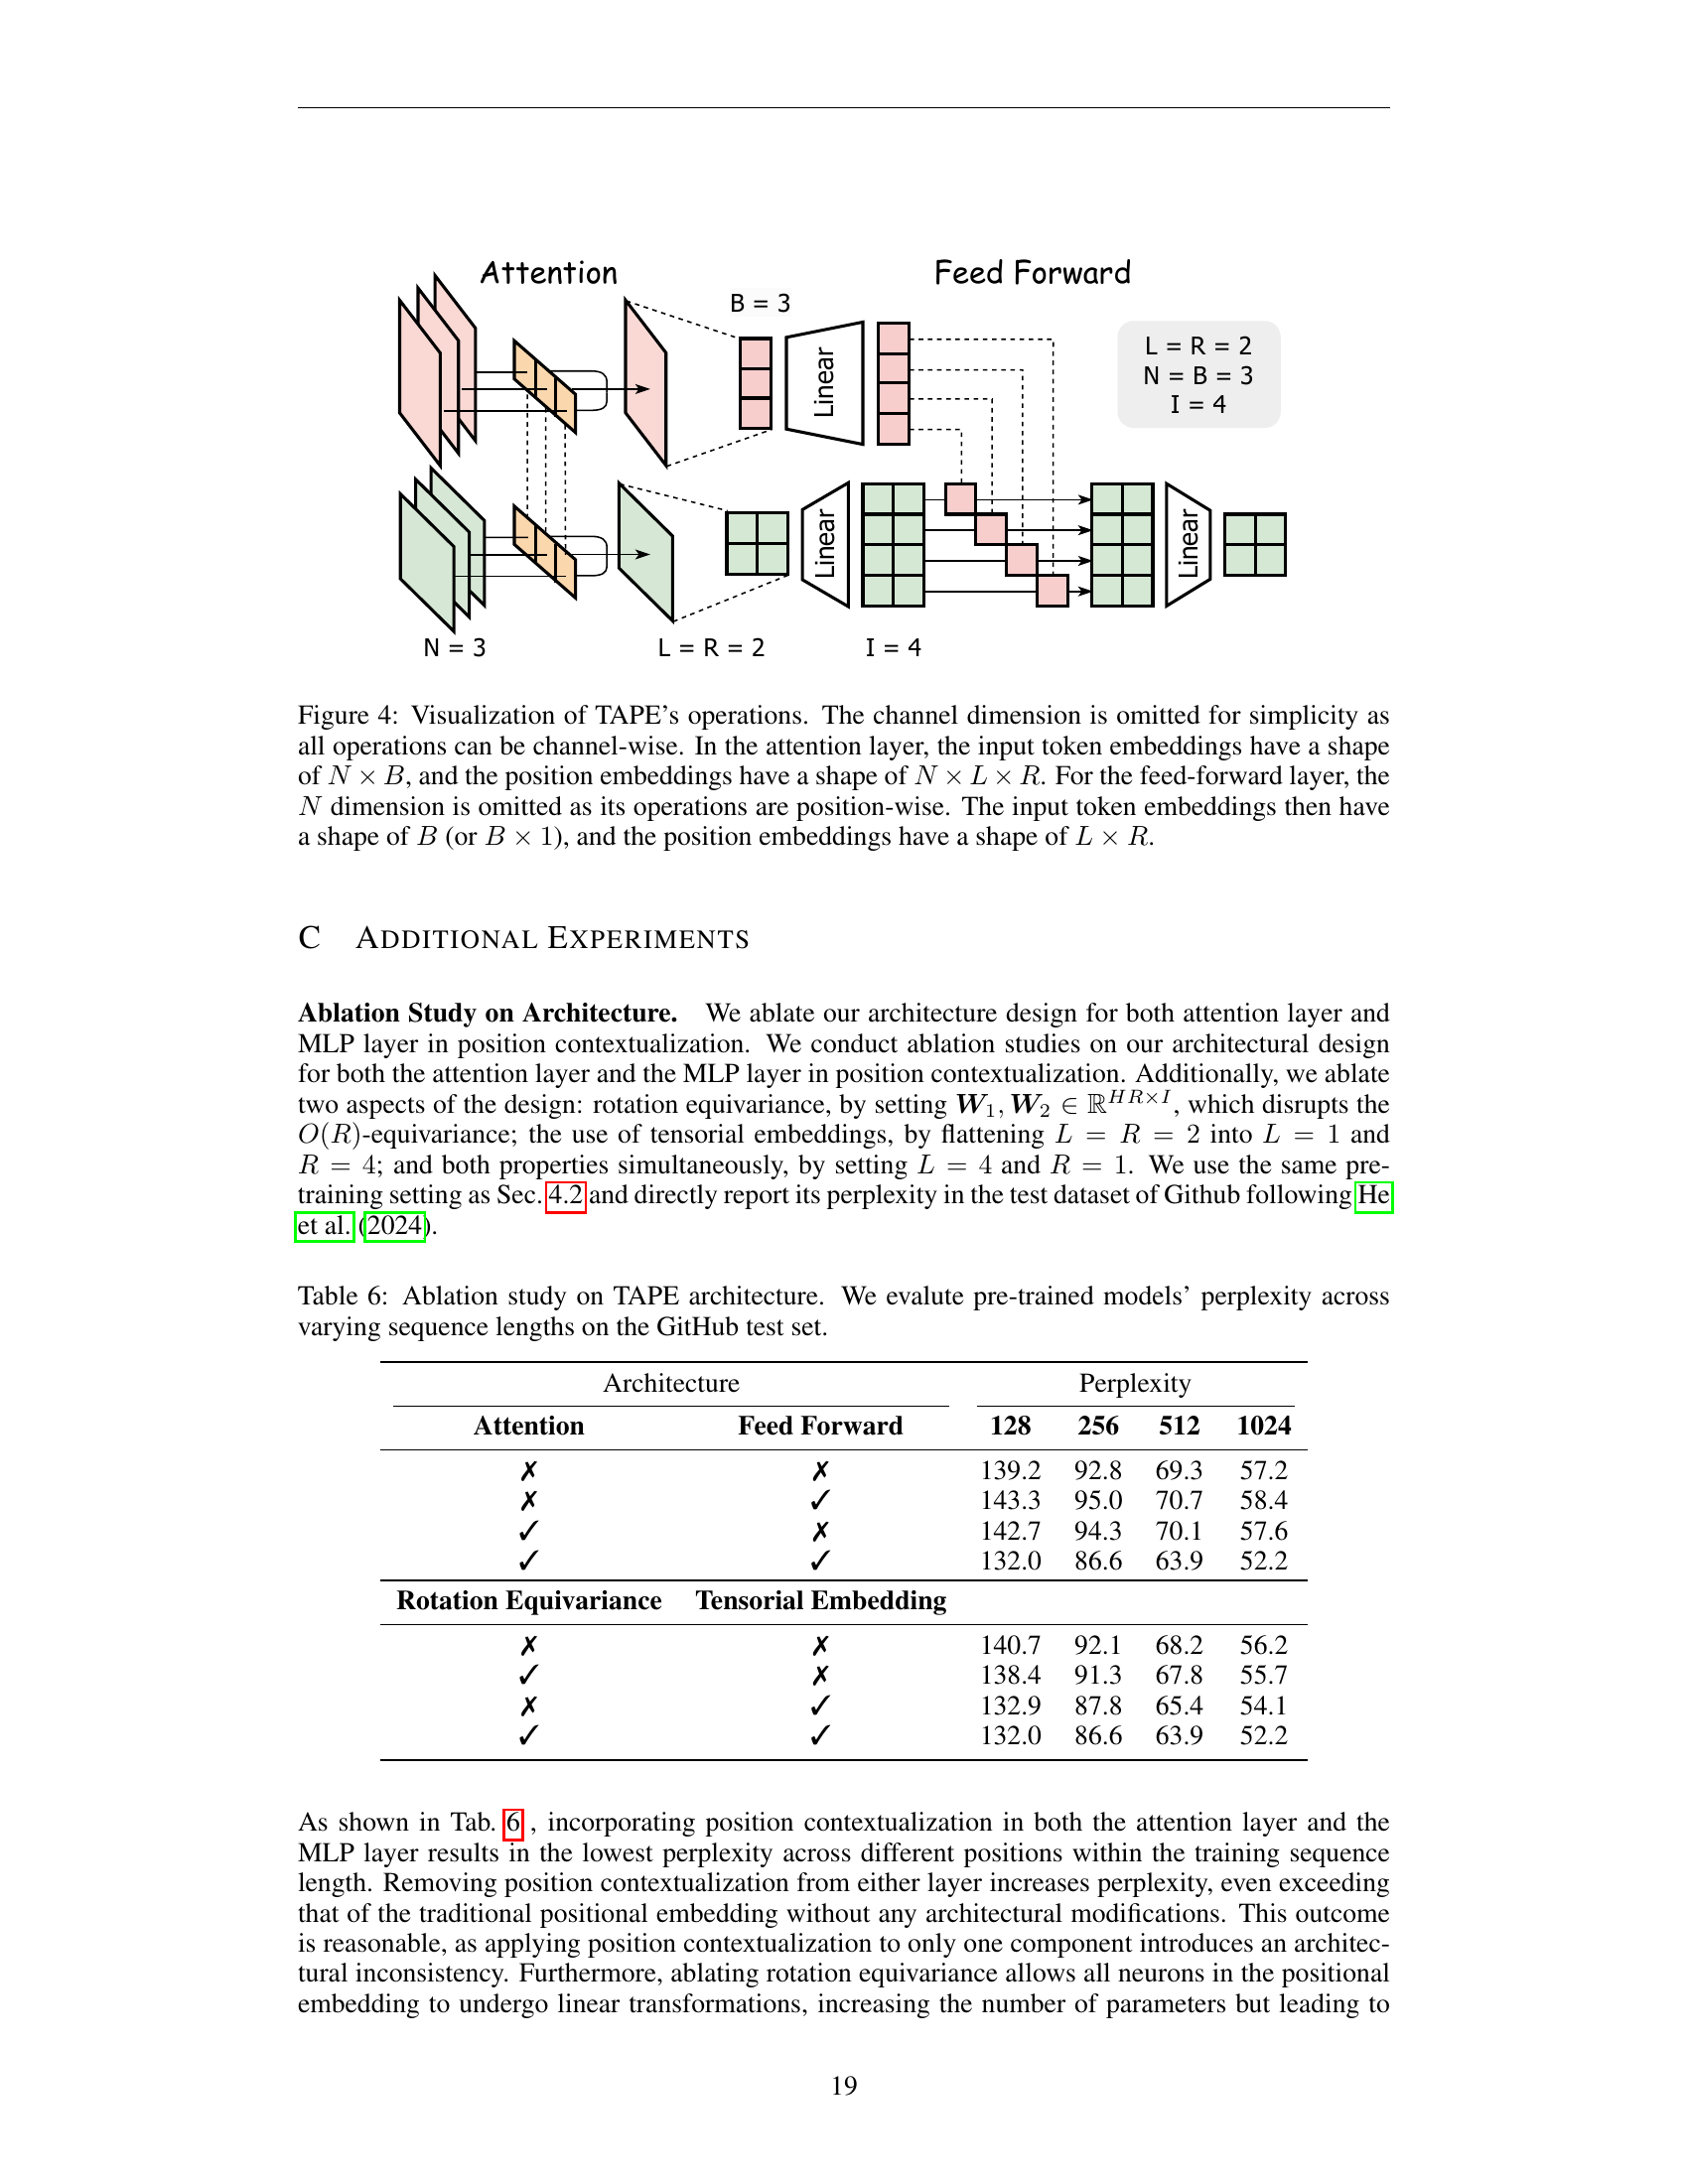 Attention
Feed Forward
B = 3
L = R = 2
N = B = 3
I = 4
Linear
Linear
Linear
N = 3
L = R = 2
I = 4
Figure 4: Visualization of TAPE's operations. The channel dimension is omitted for simplicity as
all operations can be channel-wise. In the attention layer, the input token embeddings have a shape
of N × B, and the position embeddings have a shape of N × L × R. For the feed-forward layer, the
N dimension is omitted as its operations are position-wise. The input token embeddings then have
a shape of B (or B × 1), and the position embeddings have a shape of L × R.
C ADDITIONAL EXPERIMENTS
Ablation Study on Architecture. We ablate our architecture design for both attention layer and
MLP layer in position contextualization. We conduct ablation studies on our architectural design
for both the attention layer and the MLP layer in position contextualization. Additionally, we ablate
two aspects of the design: rotation equivariance, by setting W₁, W₂ ∈ ℝ^{HR×I}, which disrupts the
O(R)-equivariance; the use of tensorial embeddings, by flattening L = R = 2 into L = 1 and
R = 4; and both properties simultaneously, by setting L = 4 and R = 1. We use the same pre-
training setting as Sec. 4.2 and directly report its perplexity in the test dataset of Github following He
et al. (2024).
Table 6: Ablation study on TAPE architecture. We evalute pre-trained models' perplexity across
varying sequence lengths on the GitHub test set.
Architecture Perplexity
Attention Feed Forward 128 256 512 1024
✗ ✗ 139.2 92.8 69.3 57.2
✗ ✓ 143.3 95.0 70.7 58.4
✓ ✗ 142.7 94.3 70.1 57.6
✓ ✓ 132.0 86.6 63.9 52.2
Rotation Equivariance Tensorial Embedding
✗ ✗ 140.7 92.1 68.2 56.2
✓ ✗ 138.4 91.3 67.8 55.7
✗ ✓ 132.9 87.8 65.4 54.1
✓ ✓ 132.0 86.6 63.9 52.2
As shown in Tab. 6 , incorporating position contextualization in both the attention layer and the
MLP layer results in the lowest perplexity across different positions within the training sequence
length. Removing position contextualization from either layer increases perplexity, even exceeding
that of the traditional positional embedding without any architectural modifications. This outcome
is reasonable, as applying position contextualization to only one component introduces an architec-
tural inconsistency. Furthermore, ablating rotation equivariance allows all neurons in the positional
embedding to undergo linear transformations, increasing the number of parameters but leading to
19